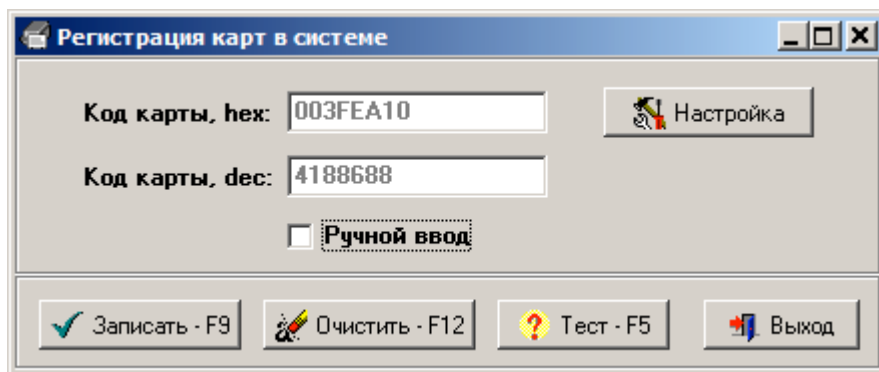 Регистрация карт в системе
Код карты, hex: 003FEA10 Настройка
Код карты, dec: 4188688
Ручной ввод
Записать - F9 Очистить - F12 Тест - F5 Выход